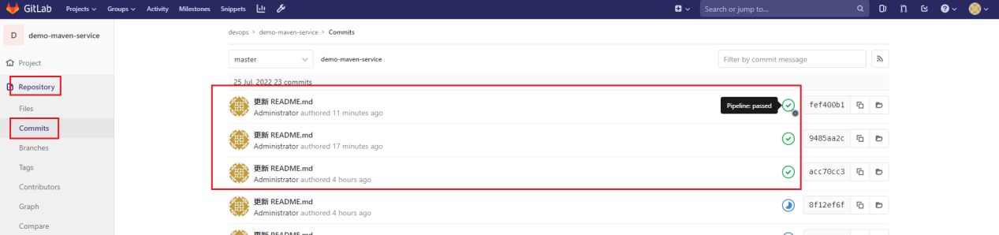 GitLab Projects Groups Activity Milestones Snippets Search or jump to...
D demo-maven-service
devops > demo-maven-service > Commits
Project
master demo-maven-service Filter by commit message
Repository
25 Jul, 2022 23 commits
Files
更新 README.md
Administrator authored 11 minutes ago
Pipeline: passed
fef400b1
Commits
更新 README.md
Administrator authored 17 minutes ago
9485aa2c
Branches
Tags
更新 README.md
Administrator authored 4 hours ago
acc70cc3
Contributors
Graph
更新 README.md
Administrator authored 4 hours ago
8f12ef6f
Compare
更新 README.md